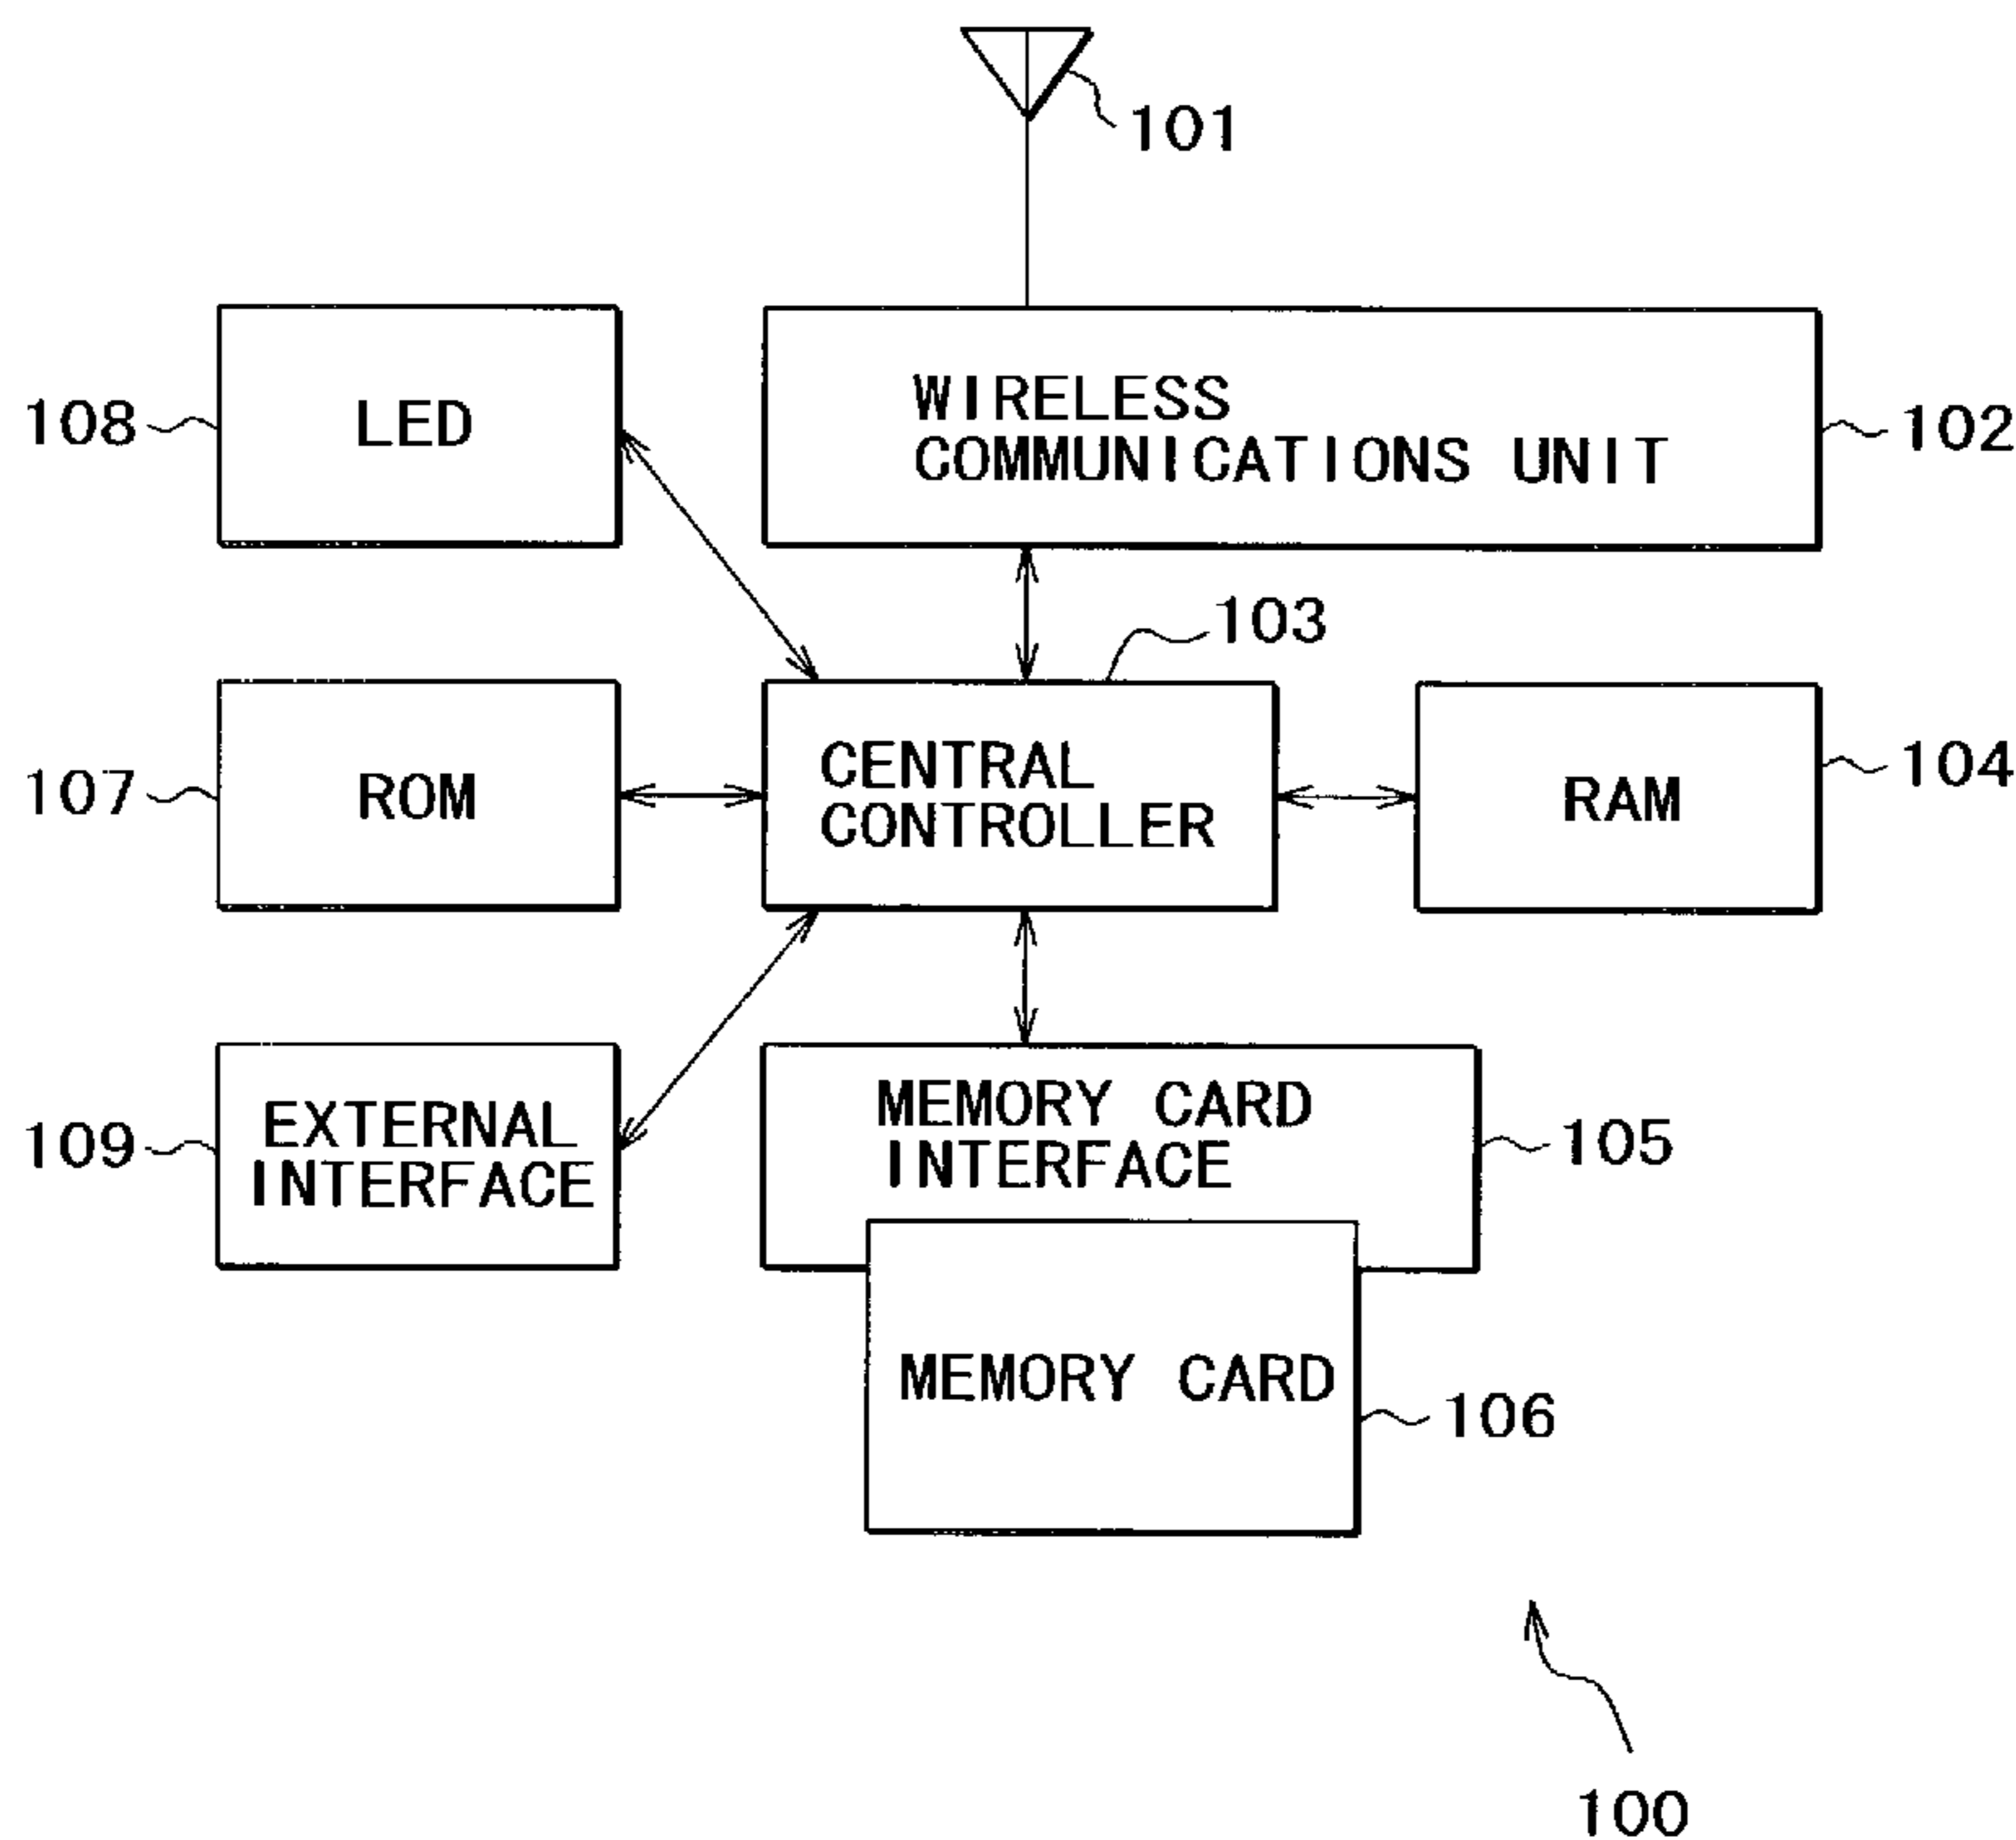 101
108
LED
WIRELESS
COMMUNICATIONS UNIT
102
103
107
ROM
CENTRAL
CONTROLLER
RAM
104
109
EXTERNAL
INTERFACE
MEMORY CARD
INTERFACE
105
MEMORY CARD
106
100